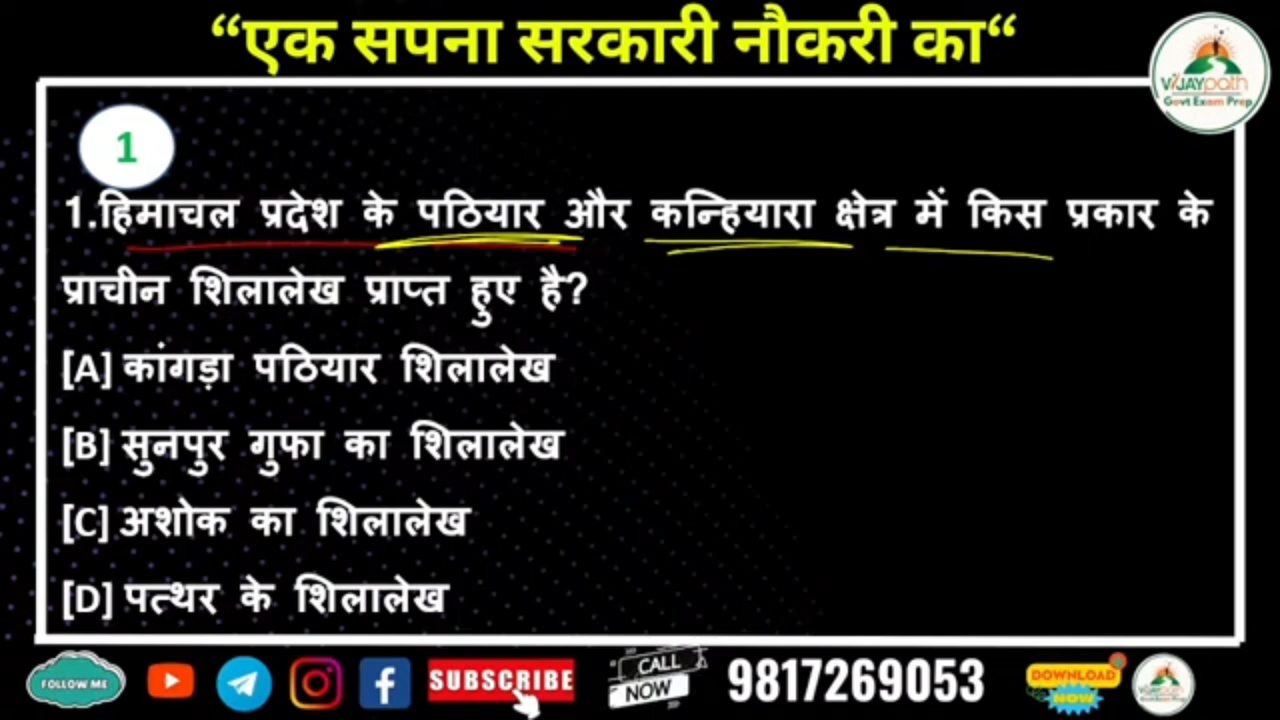 “एक सपना सरकारी नौकरी का“
VIJAYpath
Govt Exam Prep
1
1.हिमाचल प्रदेश के पठियार और कन्हियारा क्षेत्र में किस प्रकार के
प्राचीन शिलालेख प्राप्त हुए है?
[A] कांगड़ा पठियार शिलालेख
[B] सुनपुर गुफा का शिलालेख
[C] अशोक का शिलालेख
[D] पत्थर के शिलालेख
FOLLOW ME
SUBSCRIBE
CALL
NOW
9817269053
DOWNLOAD
NOW
VIJAYpath